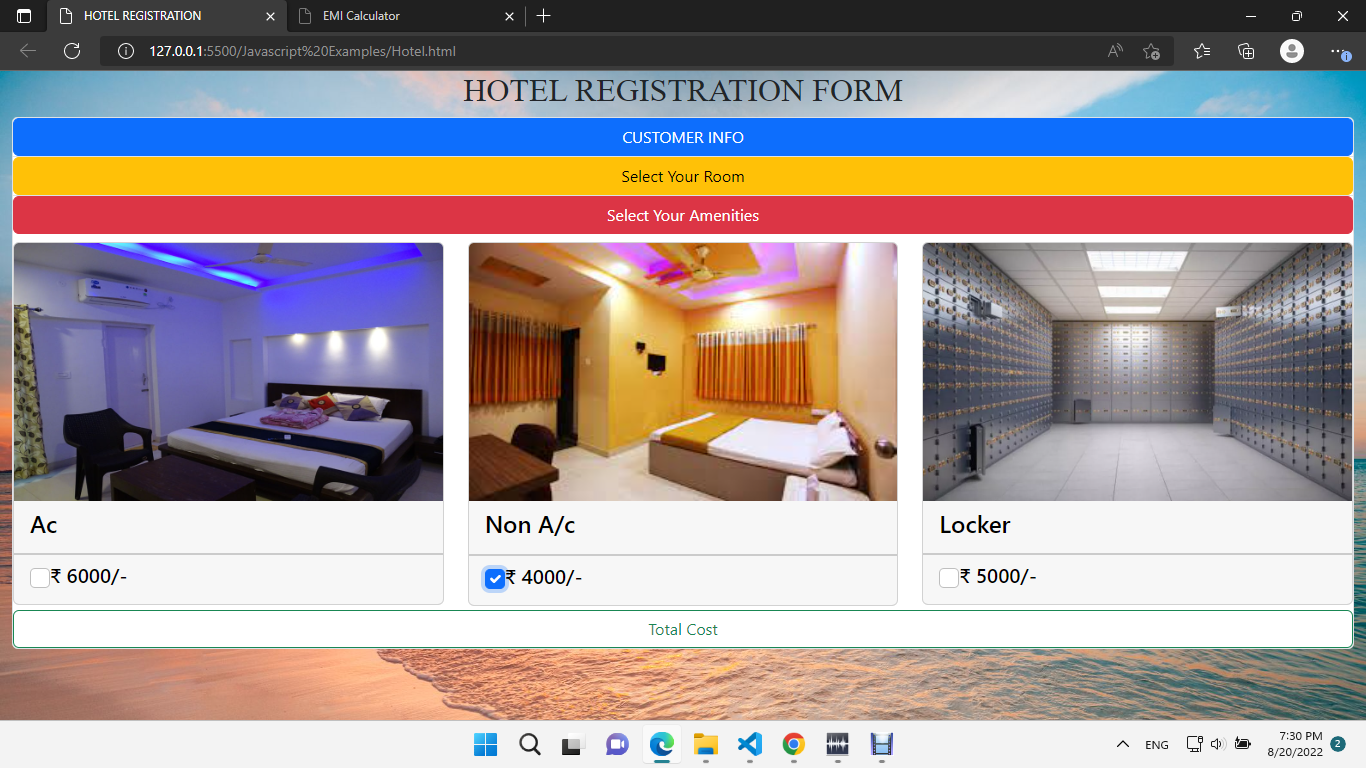 HOTEL REGISTRATION
EMI Calculator
127.0.0.1:5500/Javascript%20Examples/Hotel.html
HOTEL REGISTRATION FORM
CUSTOMER INFO
Select Your Room
Select Your Amenities
Ac
Non A/c
Locker
₹ 6000/-
₹ 4000/-
₹ 5000/-
Total Cost
ENG
7:30 PM
8/20/2022
2